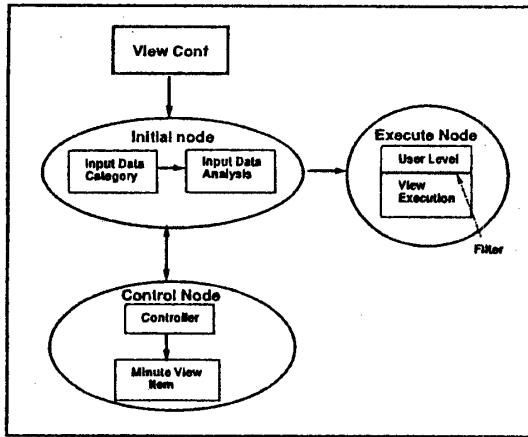 View Conf
Initial node
Input Data
Category
Input Data
Analysis
Execute Node
User Level
View
Execution
Filter
Control Node
Controller
Minute View
Item